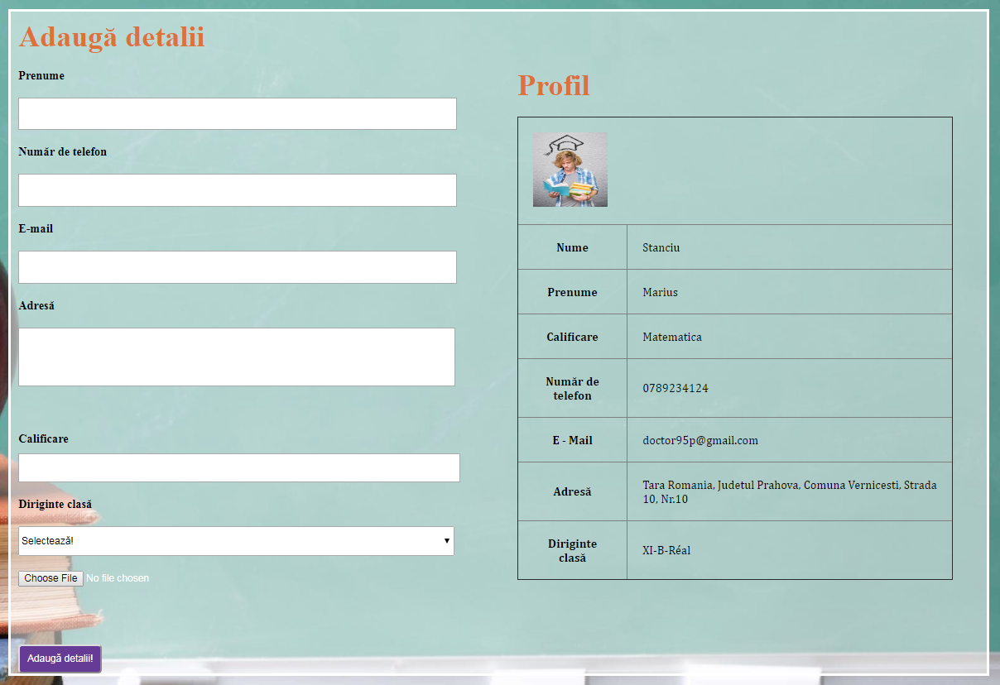 Adaugă detalii
Prenume
Număr de telefon
E-mail
Adresă
Calificare
Diriginte clasă
Selectează!
Choose File No file chosen
Adaugă detalii!
Profil
Nume Stanciu
Prenume Marius
Calificare Matematica
Număr de
telefon
0789234124
E - Mail doctor95p@gmail.com
Adresă
Tara Romania, Judetul Prahova, Comuna Vernicesti, Strada
10, Nr.10
Diriginte
clasă
XI-B-Réal